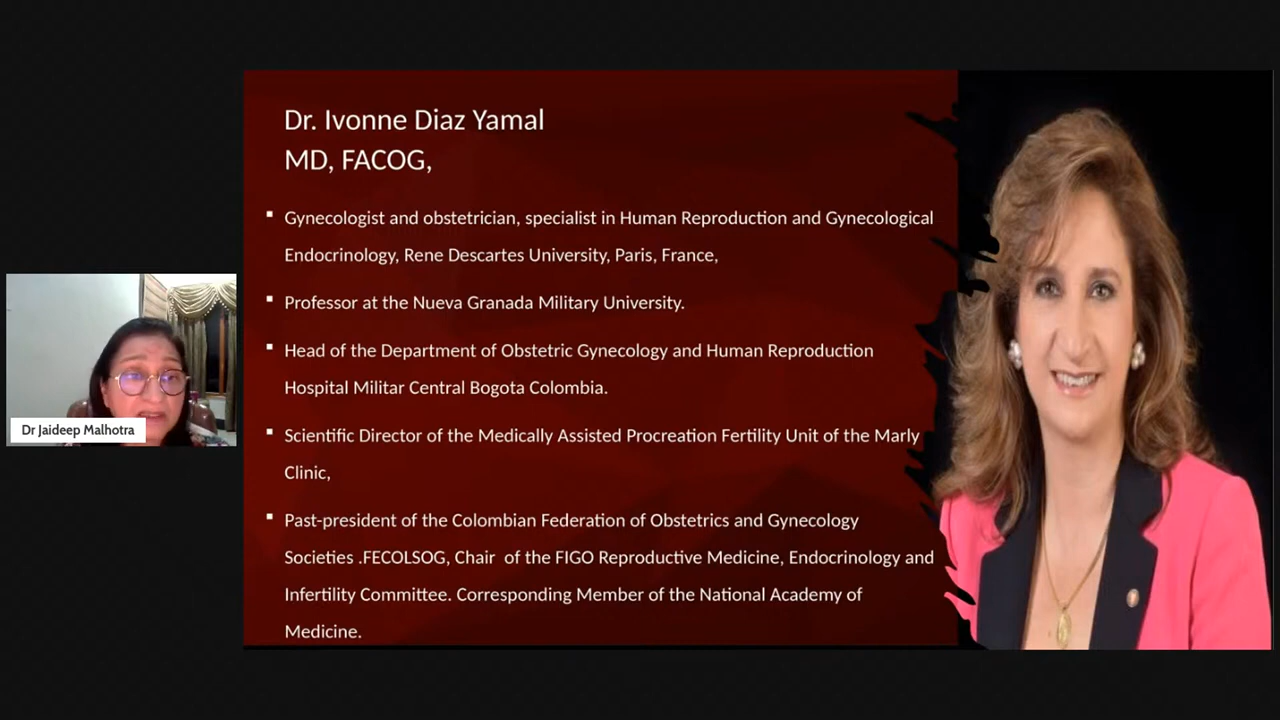 Dr. Ivonne Diaz Yamal
MD, FACOG,
Gynecologist and obstetrician, specialist in Human Reproduction and Gynecological
Endocrinology, Rene Descartes University, Paris, France,
Professor at the Nueva Granada Military University.
Head of the Department of Obstetric Gynecology and Human Reproduction
Hospital Militar Central Bogota Colombia.
Scientific Director of the Medically Assisted Procreation Fertility Unit of the Marly
Clinic,
Past-president of the Colombian Federation of Obstetrics and Gynecology
Societies .FECOLSOG, Chair of the FIGO Reproductive Medicine, Endocrinology and
Infertility Committee. Corresponding Member of the National Academy of
Medicine.
Dr Jaideep Malhotra